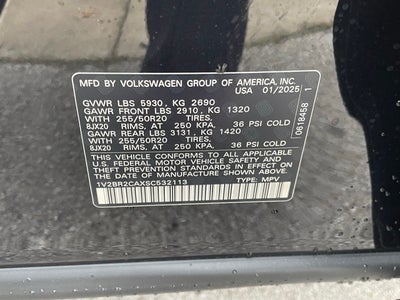 MFD BY VOLKSWAGEN GROUP OF AMERICA, INC.
USA 01/2025
GVWR LBS 5930, KG 2690
GAWR FRONT LBS 2910, KG 1320
WITH 255/50R20 TIRES,
8JX20 RIMS, AT 250 KPA, 36 PSI COLD
GAWR REAR LBS 3131, KG 1420
WITH 255/50R20 TIRES,
8JX20 RIMS, AT 250 KPA, 36 PSI COLD
THIS VEHICLE CONFORMS TO ALL APPLICABLE
U.S. FEDERAL MOTOR VEHICLE SAFETY
STANDARDS IN EFFECT ON THE DATE OF
MANUFACTURE SHOWN ABOVE.
1V2BR2CAXSC532113 TYPE: MPV
0618458 1